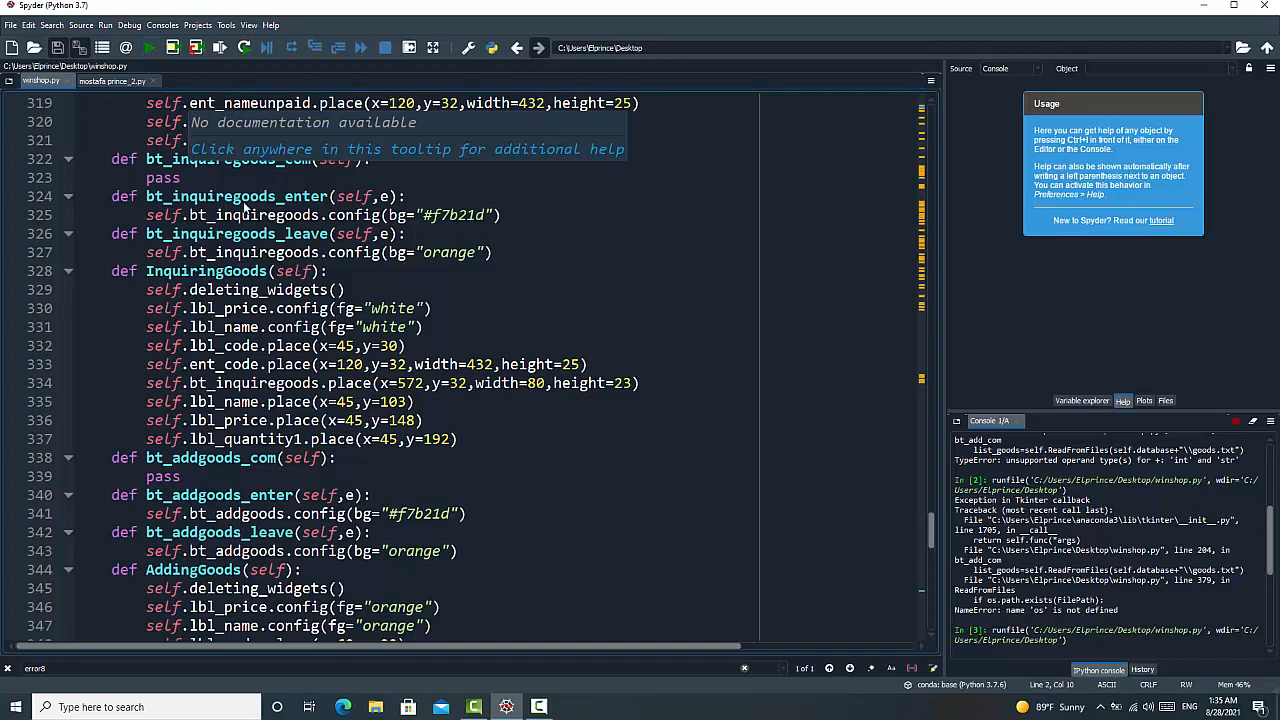 Spyder (Python 3.7)
File Edit Search Source Run Debug Consoles Projects Tools View Help
C:\Users\Elprince\Desktop
C:\Users\Elprince\Desktop\winshop.py
winshop.py
mostafa prince_2.py
319 self.ent_nameunpaid.place(x=120,y=32,width=432,height=25)
320 self.
321 self.
No documentation available
Click anywhere in this tooltip for additional help
322 def bt_inquiregoods_com(self):
323 pass
324 def bt_inquiregoods_enter(self,e):
325 self.bt_inquiregoods.config(bg="#f7b21d")
326 def bt_inquiregoods_leave(self,e):
327 self.bt_inquiregoods.config(bg="orange")
328 def InquiringGoods(self):
329 self.deleting_widgets()
330 self.lbl_price.config(fg="white")
331 self.lbl_name.config(fg="white")
332 self.lbl_code.place(x=45,y=30)
333 self.ent_code.place(x=120,y=32,width=432,height=25)
334 self.bt_inquiregoods.place(x=572,y=32,width=80,height=23)
335 self.lbl_name.place(x=45,y=103)
336 self.lbl_price.place(x=45,y=148)
337 self.lbl_quantity1.place(x=45,y=192)
338 def bt_addgoods_com(self):
339 pass
340 def bt_addgoods_enter(self,e):
341 self.bt_addgoods.config(bg="#f7b21d")
342 def bt_addgoods_leave(self,e):
343 self.bt_addgoods.config(bg="orange")
344 def AddingGoods(self):
345 self.deleting_widgets()
346 self.lbl_price.config(fg="orange")
347 self.lbl_name.config(fg="orange")
error8
1 of 1
Aa
Source Console Object
Usage
Here you can get help of any object by
pressing Ctrl+I in front of it, either on the
Editor or the Console.
Help can also be shown automatically after
writing a left parenthesis next to an object.
You can activate this behavior in
Preferences > Help.
New to Spyder? Read our tutorial
Variable explorer Help Plots Files
Console 1/A
bt_add_com
list_goods=self.ReadFromFiles(self.database+"\\goods.txt")
TypeError: unsupported operand type(s) for +: 'int' and 'str'
In [2]: runfile('C:/Users/Elprince/Desktop/winshop.py', wdir='C:/
Users/Elprince/Desktop')
Exception in Tkinter callback
Traceback (most recent call last):
File "C:\Users\Elprince\anaconda3\lib\tkinter\__init__.py",
line 1705, in __call__
return self.func(*args)
File "C:\Users\Elprince\Desktop\winshop.py", line 204, in
bt_add_com
list_goods=self.ReadFromFiles(self.database+"\\goods.txt")
File "C:\Users\Elprince\Desktop\winshop.py", line 379, in
ReadFromFiles
if os.path.exists(FilePath):
NameError: name 'os' is not defined
In [3]: runfile('C:/Users/Elprince/Desktop/winshop.py', wdir='C:/
Users/Elprince/Desktop')
IPython console History
conda: base (Python 3.7.6) Line 2, Col 10 ASCII CRLF RW Mem 46%
Type here to search
89°F Sunny
1:35 AM
8/28/2021